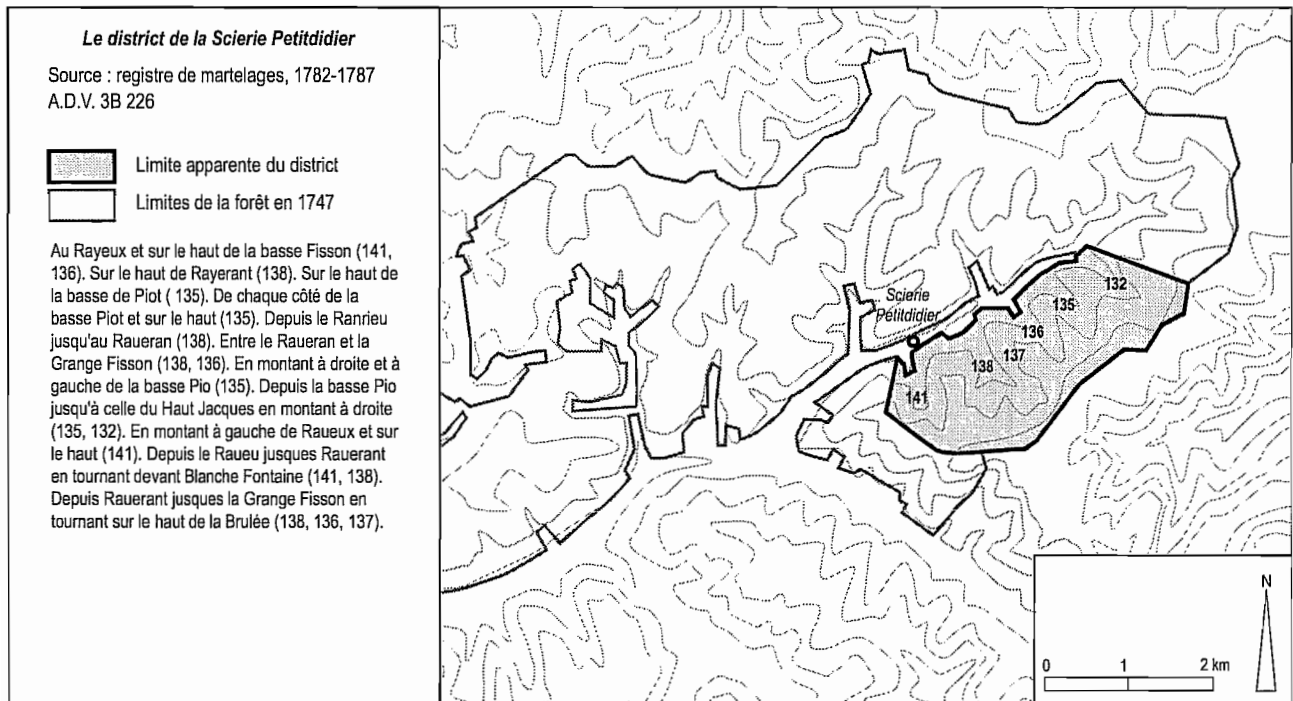 Le district de la Scierie Petitdidier
Source : registre de martelages, 1782-1787
A.D.V. 3B 226
Limite apparente du district
Limites de la forêt en 1747
Au Rayeux et sur le haut de la basse Fisson (141,
136). Sur le haut de Rayerant (138). Sur le haut de
la basse de Piot ( 135). De chaque côté de la
basse Piot et sur le haut (135). Depuis le Ranrieu
jusqu'au Raueran (138). Entre le Raueran et la
Grange Fisson (138, 136). En montant à droite et à
gauche de la basse Pio (135). Depuis la basse Pio
jusqu'à celle du Haut Jacques en montant à droite
(135, 132). En montant à gauche de Raueux et sur
le haut (141). Depuis le Raueu jusques Rauerant
en tournant devant Blanche Fontaine (141, 138).
Depuis Rauerant jusques la Grange Fisson en
tournant sur le haut de la Brulée (138, 136, 137).
Scierie
Petitdidier
132
135
136
137
138
141
N
0 1 2 km